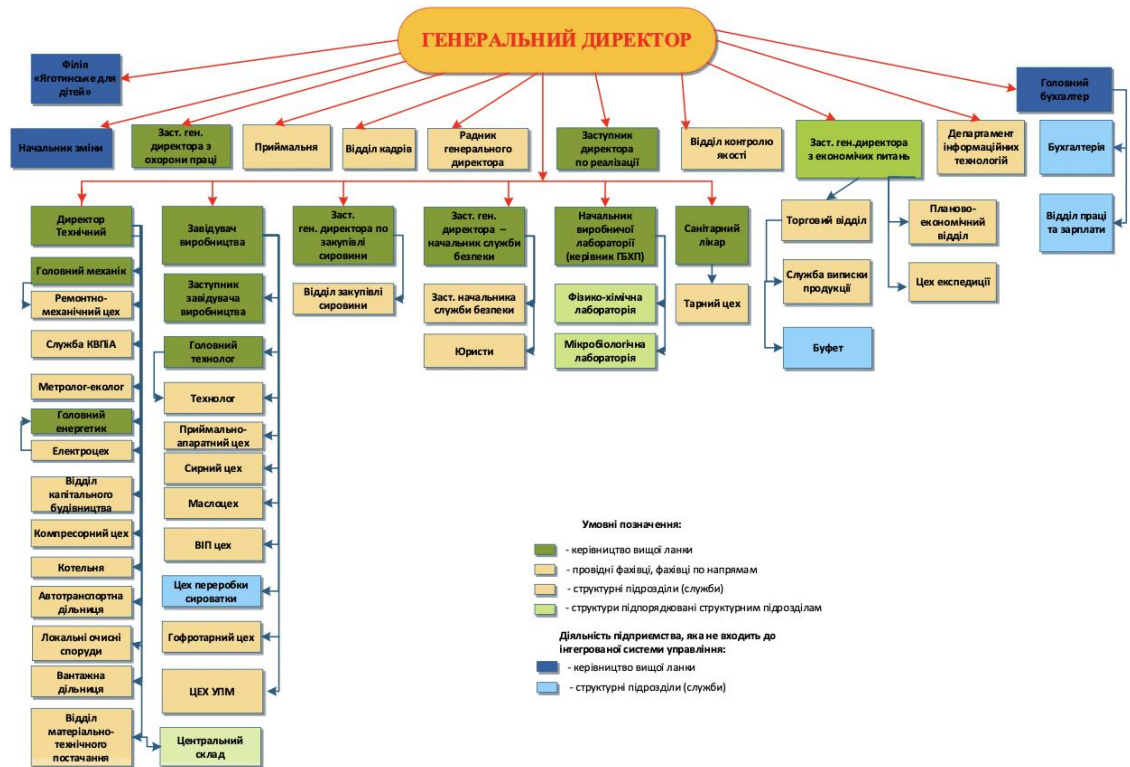 ГЕНЕРАЛЬНИЙ ДИРЕКТОР
Філія
«Яготинське для
дітей»
Головний
бухгалтер
Начальник зміни
Заст. ген.
директора з
охорони праці
Приймальня
Відділ кадрів
Радник
генерального
директора
Заступник
директора
по реалізації
Відділ контролю
якості
Заст. ген.директора
з економічих питань
Департамент
інформаційних
технологій
Бухгалтерія
Відділ праці
та зарплати
Директор
Технічний
Завідувач
виробництва
Заст.
ген. директора по
закупівлі
сировини
Заст. ген.
директора –
начальник служби
безпеки
Начальник
виробничої
лабораторії
(керівник ГБХП)
Санітарний
лікар
Торговий відділ
Планово-
економічний
відділ
Головний механік
Ремонтно-
механічний цех
Служба КВПіА
Метролог-еколог
Головний
енергетик
Електроцех
Відділ
капітального
будівництва
Компресорний цех
Котельня
Автотранспортна
дільниця
Локальні очисні
споруди
Вантажна
дільниця
Відділ
матеріально-
технічного
постачання
Центральний
склад
Заступник
завідувача
виробництва
Головний
технолог
Технолог
Приймально-
апаратний цех
Сирний цех
Маслоцех
ВІП цех
Цех переробки
сироватки
Гофротарний цех
ЦЕХ УПМ
Відділ закупівлі
сировини
Заст. начальника
служби безпеки
Юристи
Фізико-хімічна
лабораторія
Мікробіологічна
лабораторія
Тарний цех
Служба виписки
продукції
Буфет
Цех експедиції
Умовні позначення:
- керівництво вищої ланки
- провідні фахівці, фахівці по напрямам
- структурні підрозділи (служби)
- структури підпорядковані структурним підрозділам
Діяльність підприємства, яка не входить до
інтегрованої системи управління:
- керівництво вищої ланки
- структурні підрозділи (служби)